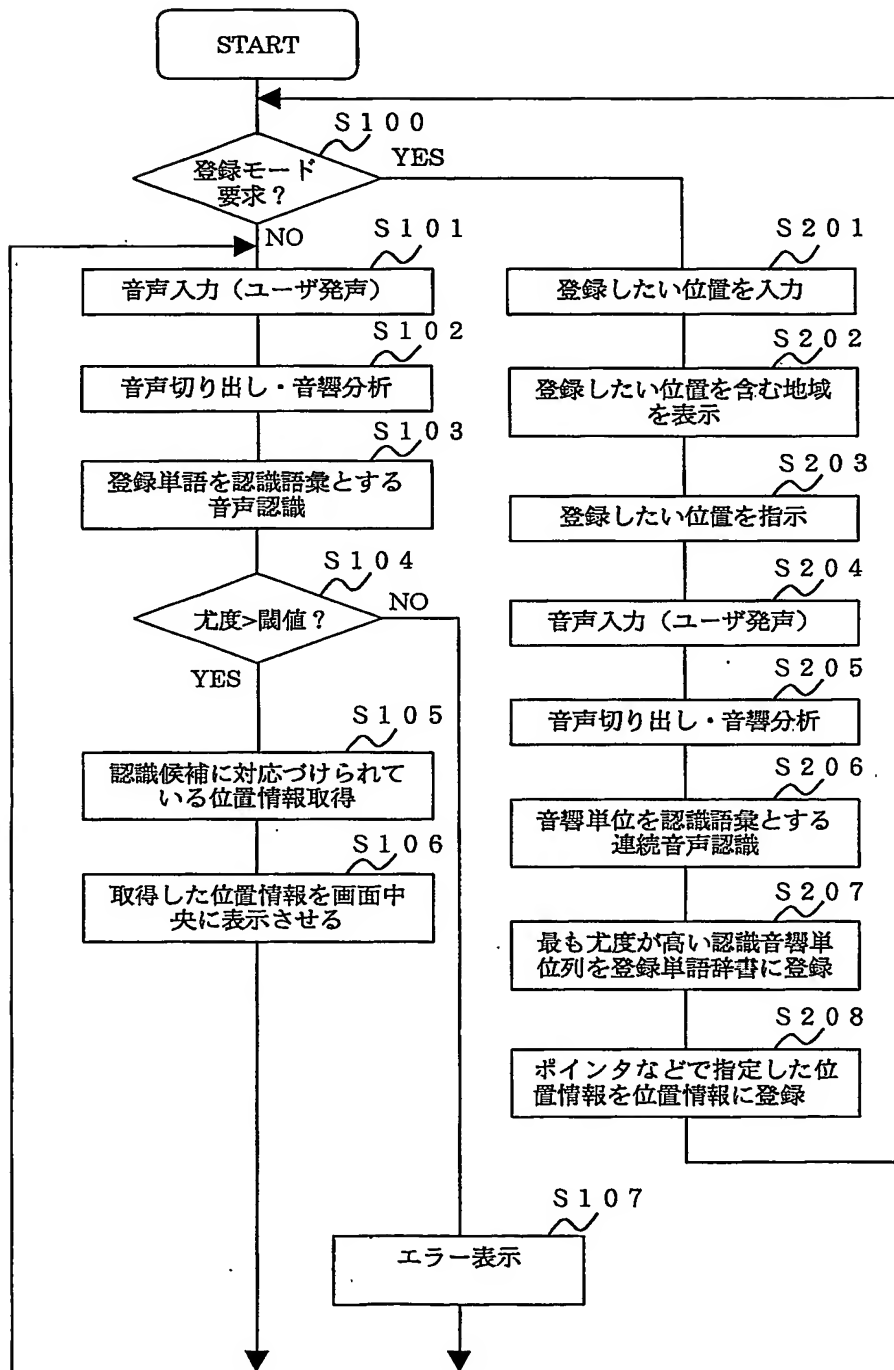 START
S100
登録モード
要求？
YES
NO
S101
音声入力（ユーザ発声）
S102
音声切り出し・音響分析
S103
登録単語を認識語彙とする
音声認識
S104
尤度>閾値？
NO
YES
S105
認識候補に対応づけられて
いる位置情報取得
S106
取得した位置情報を画面中
央に表示させる
S107
エラー表示
S201
登録したい位置を入力
S202
登録したい位置を含む地域
を表示
S203
登録したい位置を指示
S204
音声入力（ユーザ発声）
S205
音声切り出し・音響分析
S206
音響単位を認識語彙とする
連続音声認識
S207
最も尤度が高い認識音響単
位列を登録単語辞書に登録
S208
ポインタなどで指定した位
置情報を位置情報に登録